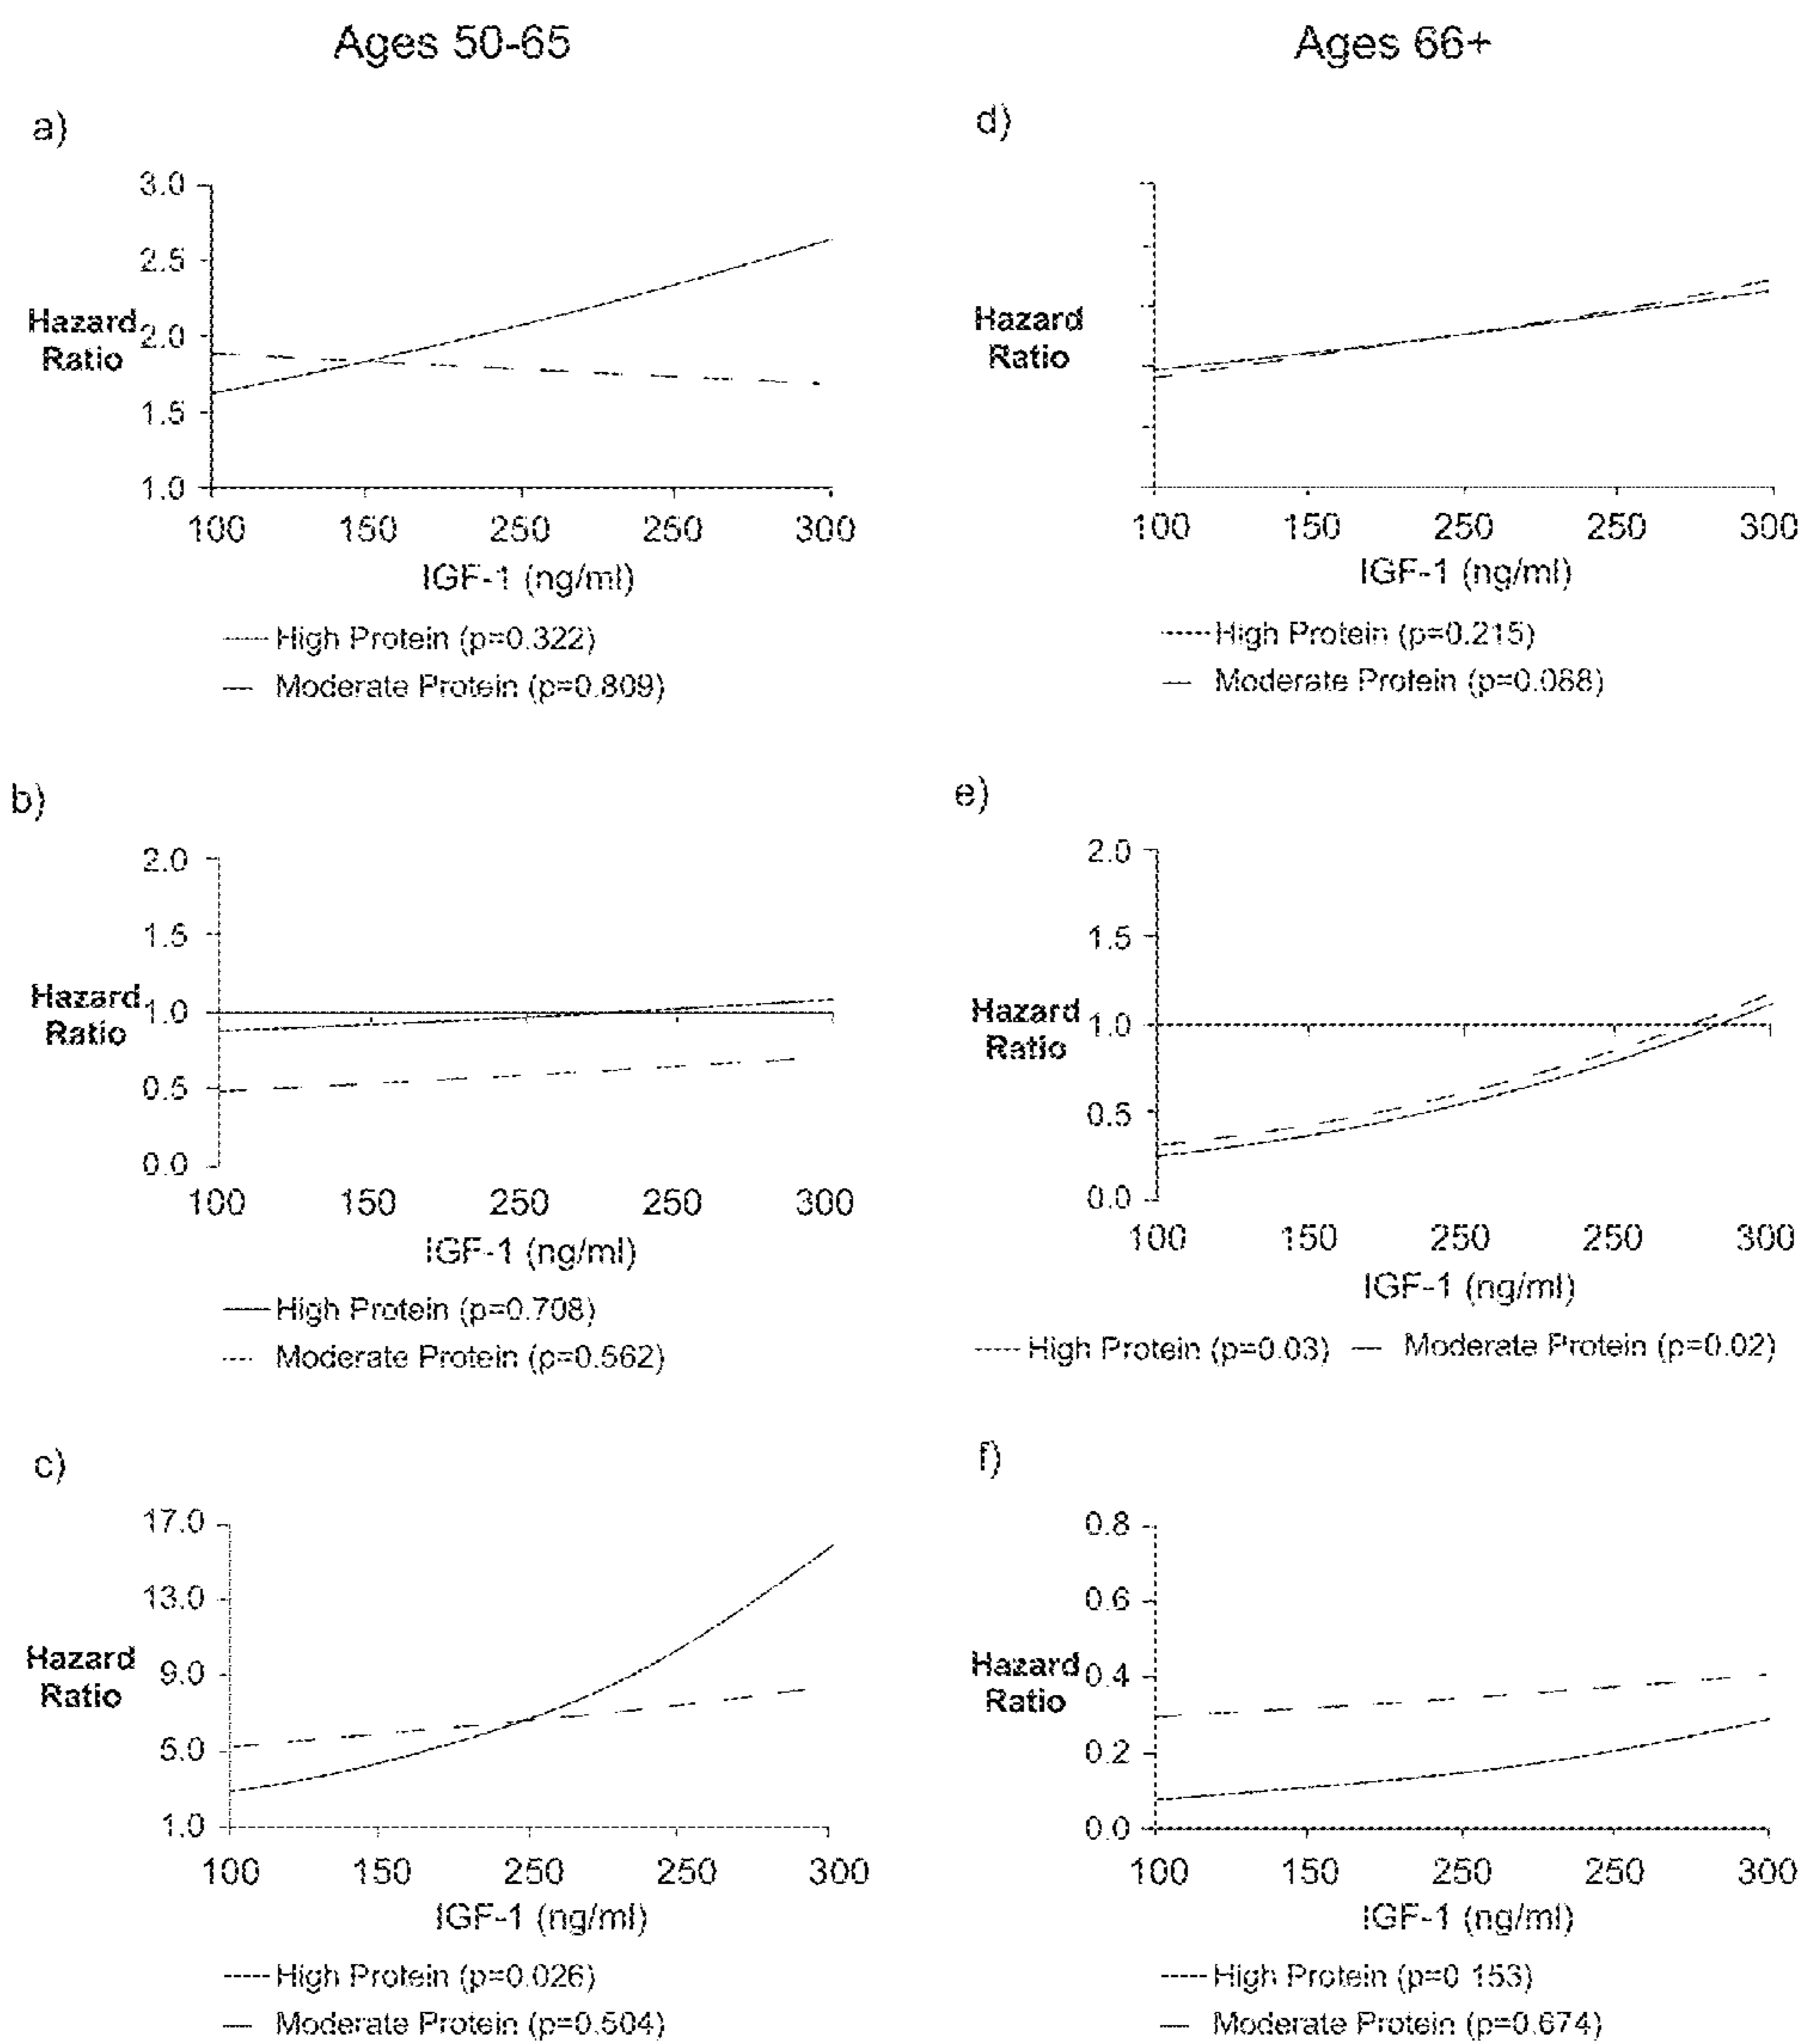 Ages 50-65
Ages 66+
a)
3.0
2.5
Hazard
Ratio
2.0
1.5
1.0
100 150 250 250 300
IGF-1 (ng/ml)
High Protein (p=0.322)
Moderate Protein (p=0.809)
d)
Hazard
Ratio
100 150 250 250 300
IGF-1 (ng/ml)
High Protein (p=0.215)
Moderate Protein (p=0.088)
b)
2.0
1.5
Hazard
Ratio
1.0
0.5
0.0
100 150 250 250 300
IGF-1 (ng/ml)
High Protein (p=0.708)
Moderate Protein (p=0.562)
e)
2.0
1.5
Hazard
Ratio
1.0
0.5
0.0
100 150 250 250 300
IGF-1 (ng/ml)
High Protein (p=0.03) Moderate Protein (p=0.02)
c)
17.0
13.0
Hazard
Ratio
9.0
5.0
1.0
100 150 250 250 300
IGF-1 (ng/ml)
High Protein (p=0.026)
Moderate Protein (p=0.504)
f)
0.8
0.6
Hazard
Ratio
0.4
0.2
0.0
100 150 250 250 300
IGF-1 (ng/ml)
High Protein (p=0 153)
Moderate Protein (p=0.674)